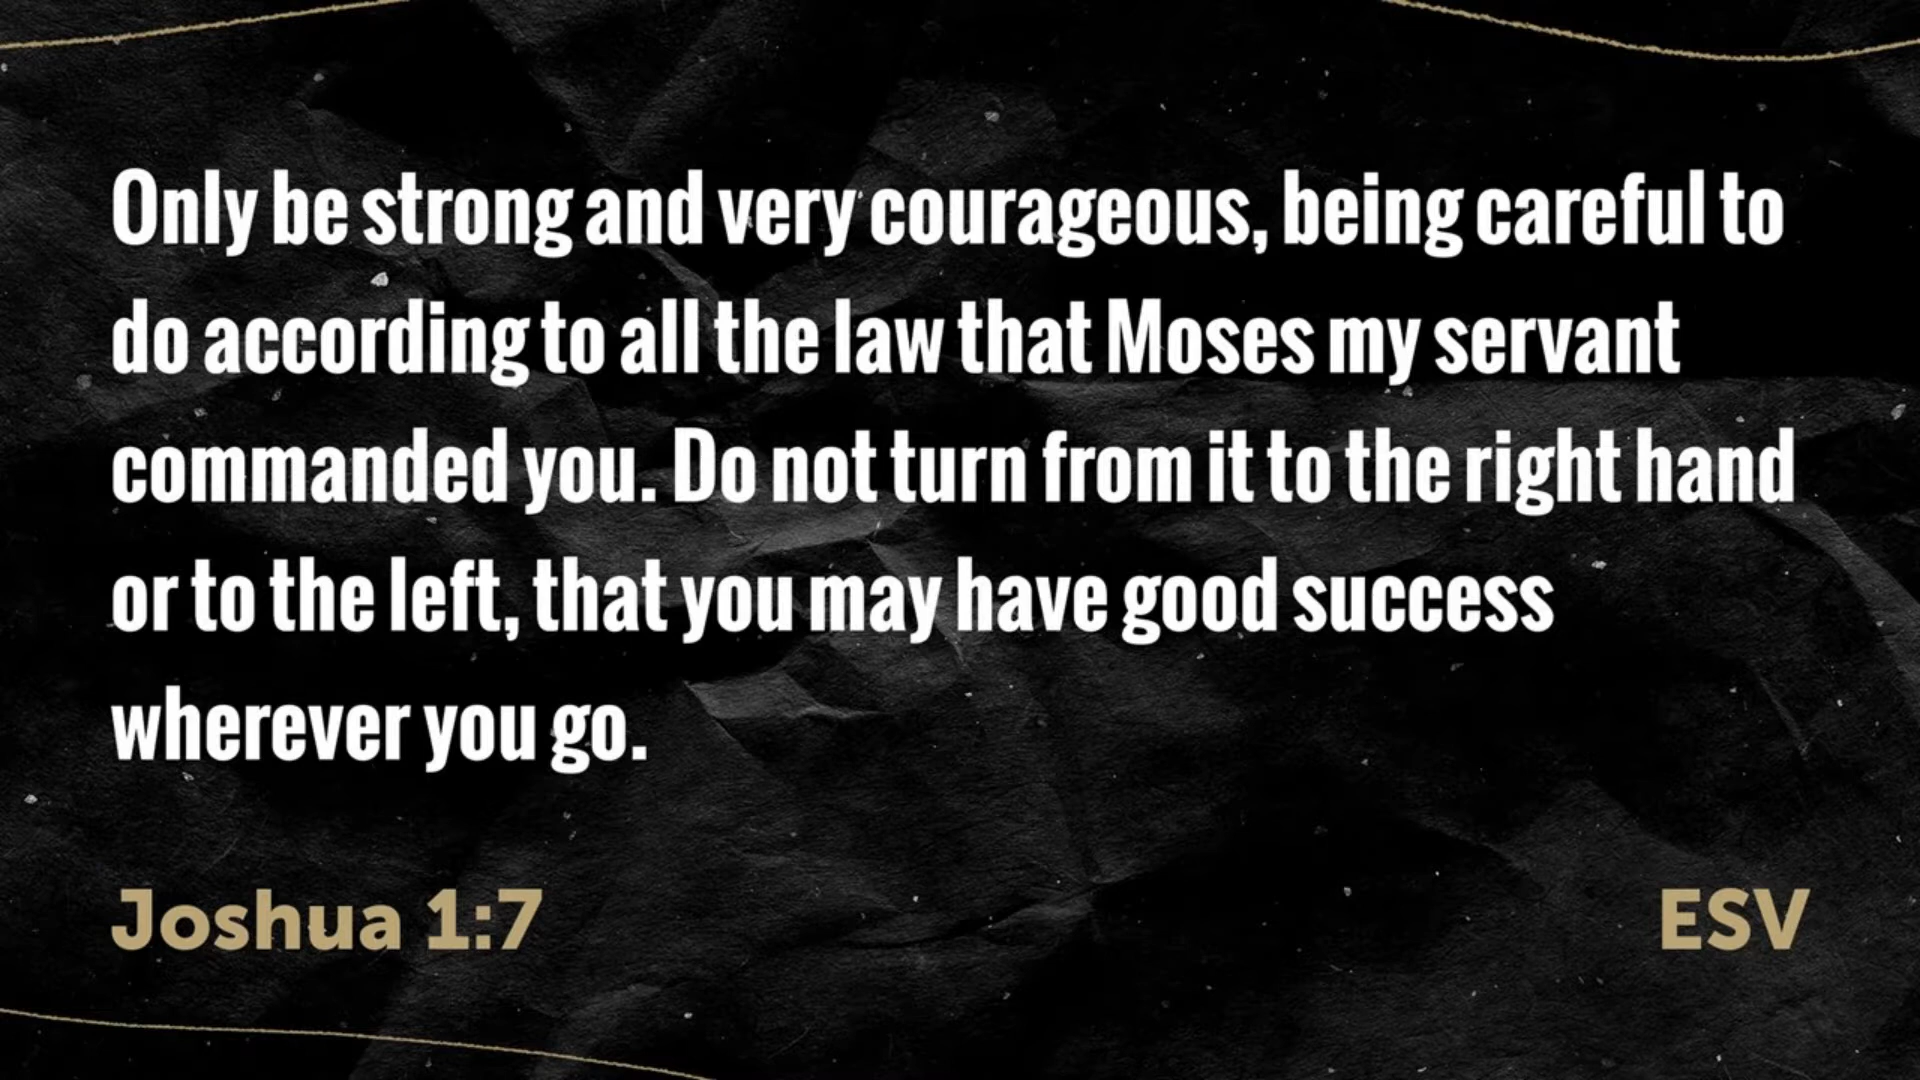 Only be strong and very courageous, being careful to
do according to all the law that Moses my servant
commanded you. Do not turn from it to the right hand
or to the left, that you may have good success
wherever you go.
Joshua 1:7
ESV